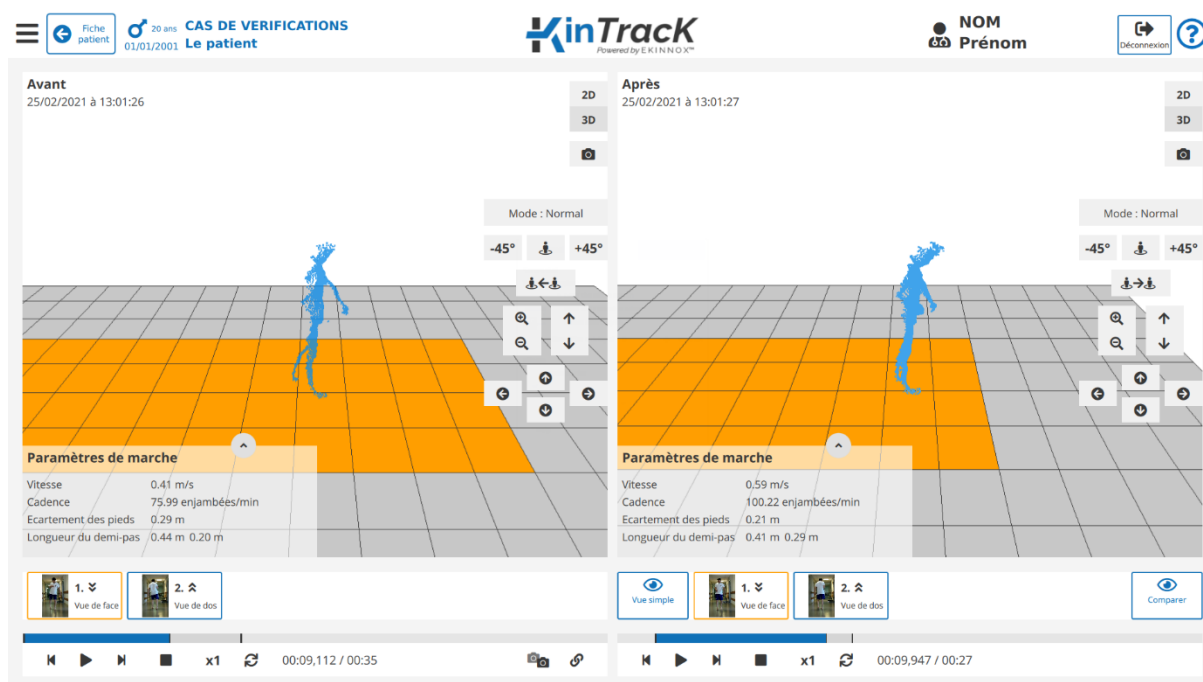 Fiche patient
20 ans
01/01/2001
CAS DE VERIFICATIONS
Le patient
KinTracK
Powered by EKINNOX™
NOM
Prénom
Déconnexion
?
Avant
25/02/2021 à 13:01:26
2D
3D
Mode : Normal
-45°
+45°
Paramètres de marche
Vitesse 0.41 m/s
Cadence 75.99 enjambées/min
Ecartement des pieds 0.29 m
Longueur du demi-pas 0.44 m 0.20 m
1.
Vue de face
2.
Vue de dos
x1
00:09,112 / 00:35
Après
25/02/2021 à 13:01:27
2D
3D
Mode : Normal
-45°
+45°
Paramètres de marche
Vitesse 0.59 m/s
Cadence 100.22 enjambées/min
Ecartement des pieds 0.21 m
Longueur du demi-pas 0.41 m 0.29 m
Vue simple
1.
Vue de face
2.
Vue de dos
Comparer
x1
00:09,947 / 00:27